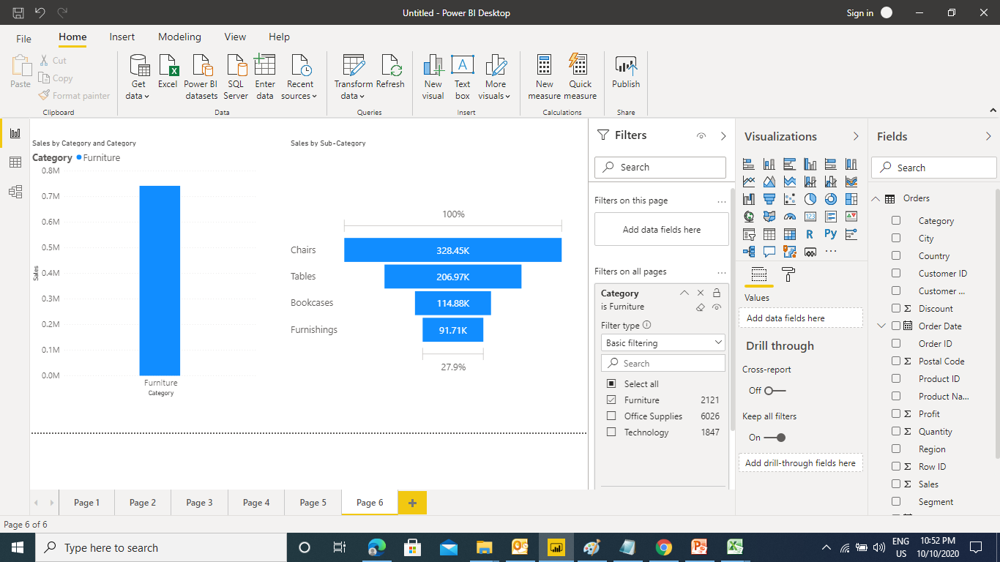 Untitled - Power BI Desktop
Sign in
File Home Insert Modeling View Help
Paste
Cut
Copy
Format painter
Clipboard
Get data
Excel
Power BI datasets
SQL Server
Enter data
Recent sources
Data
Transform data
Refresh
Queries
New visual
Text box
A
More visuals
Insert
New measure
Quick measure
Calculations
Publish
Share
Sales by Category and Category
Category Furniture
0.8M
0.7M
0.6M
0.5M
0.4M
0.3M
0.2M
0.1M
0.0M
Sales
Furniture
Category
Sales by Sub-Category
100%
Chairs 328.45K
Tables 206.97K
Bookcases 114.88K
Furnishings 91.71K
27.9%
Filters
Search
Filters on this page ...
Add data fields here
Filters on all pages ...
Category
is Furniture
Filter type
Basic filtering
Search
Select all
Furniture 2121
Office Supplies 6026
Technology 1847
Visualizations
123
R
Py
...
Values
Add data fields here
Drill through
Cross-report
Off
Keep all filters
On
Add drill-through fields here
Fields
Search
Orders
Category
City
Country
Customer ID
Customer ...
Σ Discount
Order Date
Order ID
Σ Postal Code
Product ID
Product Na...
Σ Profit
Σ Quantity
Region
Σ Row ID
Σ Sales
Segment
Page 1 Page 2 Page 3 Page 4 Page 5 Page 6 +
Page 6 of 6
Type here to search
ENG
US
10:52 PM
10/10/2020